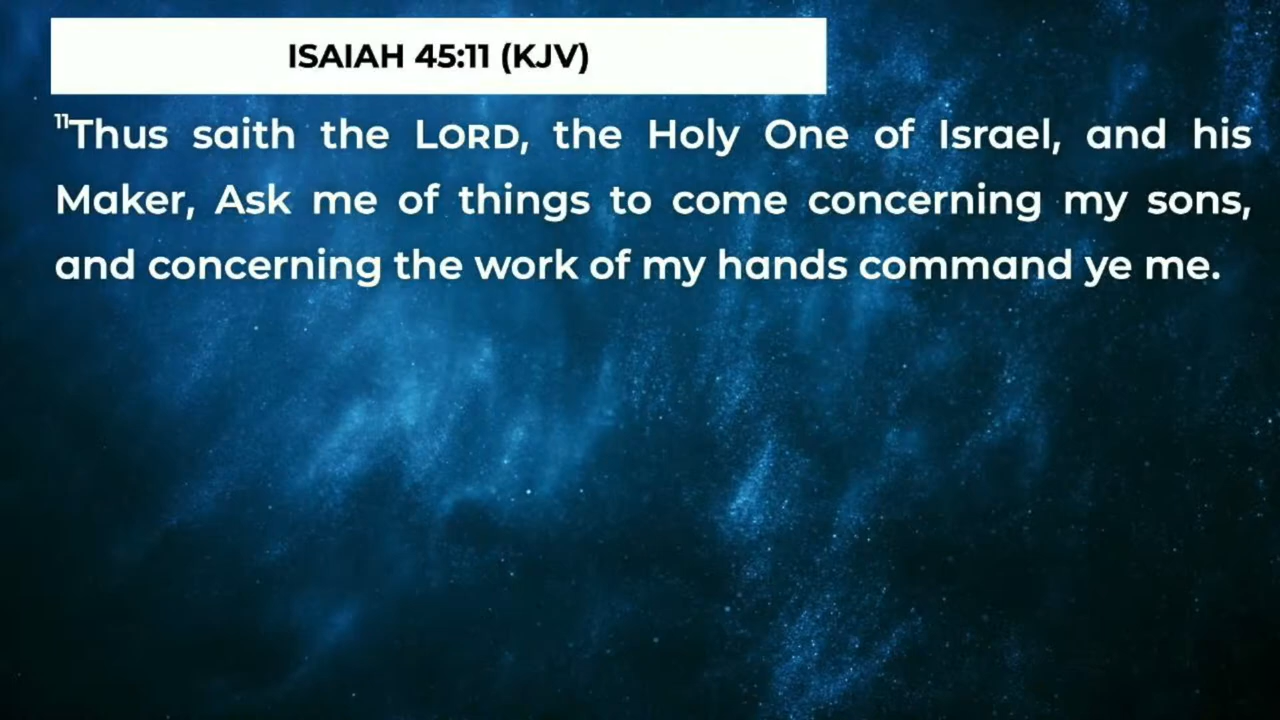 ISAIAH 45:11 (KJV)
¹¹Thus saith the LORD, the Holy One of Israel, and his
Maker, Ask me of things to come concerning my sons,
and concerning the work of my hands command ye me.